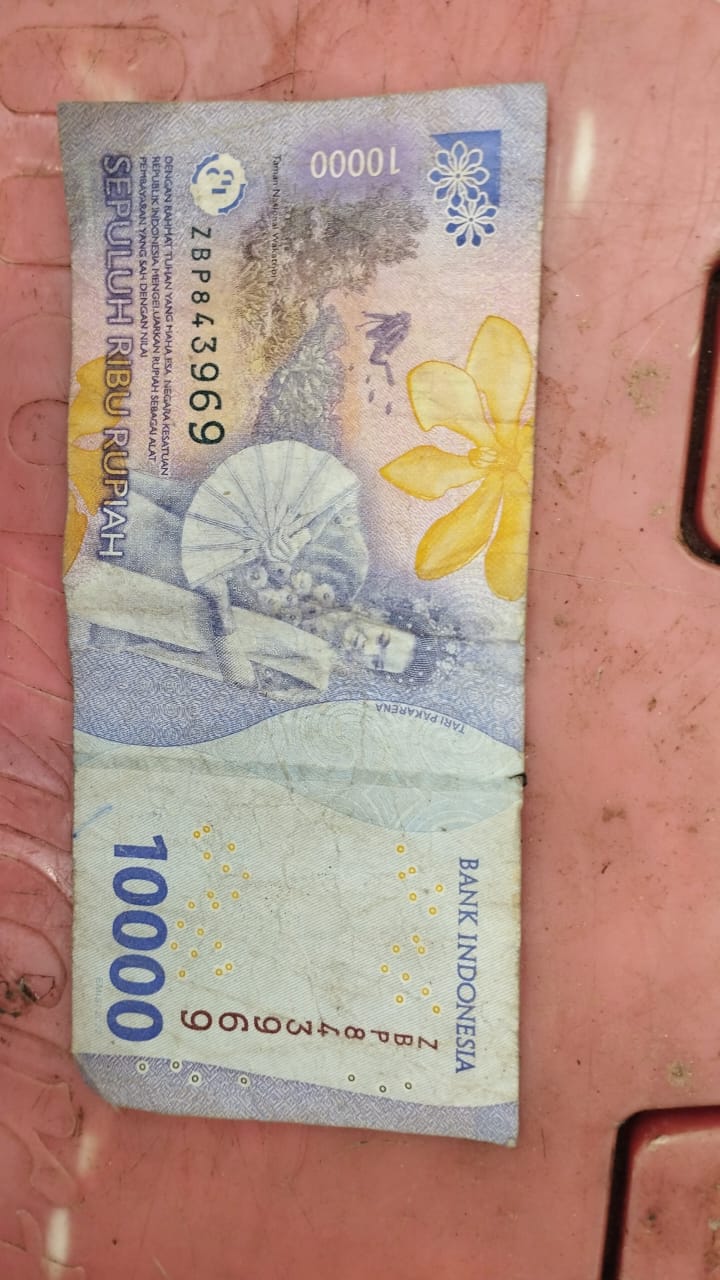 BANK INDONESIA
10000
Taman Nasional Wakatobi
ZBP843969
DENGAN RAHMAT TUHAN YANG MAHA ESA, NEGARA KESATUAN
REPUBLIK INDONESIA MENGELUARKAN RUPIAH SEBAGAI ALAT
PEMBAYARAN YANG SAH DENGAN NILAI
SEPULUH RIBU RUPIAH
TARI PAKARENA
ZBP843969
10000